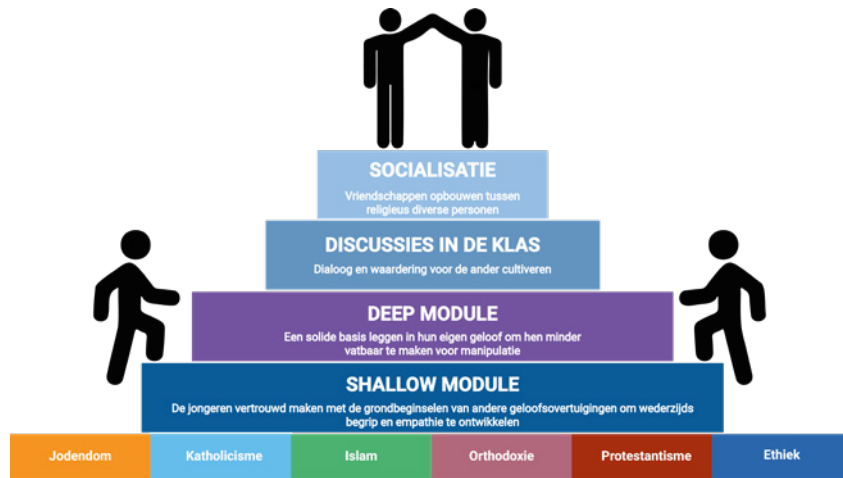 SOCIALISATIE
Vriendschappen opbouwen tussen
religieus diverse personen
DISCUSSIES IN DE KLAS
Dialoog en waardering voor de ander cultiveren
DEEP MODULE
Een solide basis leggen in hun eigen geloof om hen minder
vatbaar te maken voor manipulatie
SHALLOW MODULE
De jongeren vertrouwd maken met de grondbeginselen van andere geloofsovertuigingen om wederzijds
begrip en empathie te ontwikkelen
Jodendom Katholicisme Islam Orthodoxie Protestantisme Ethiek